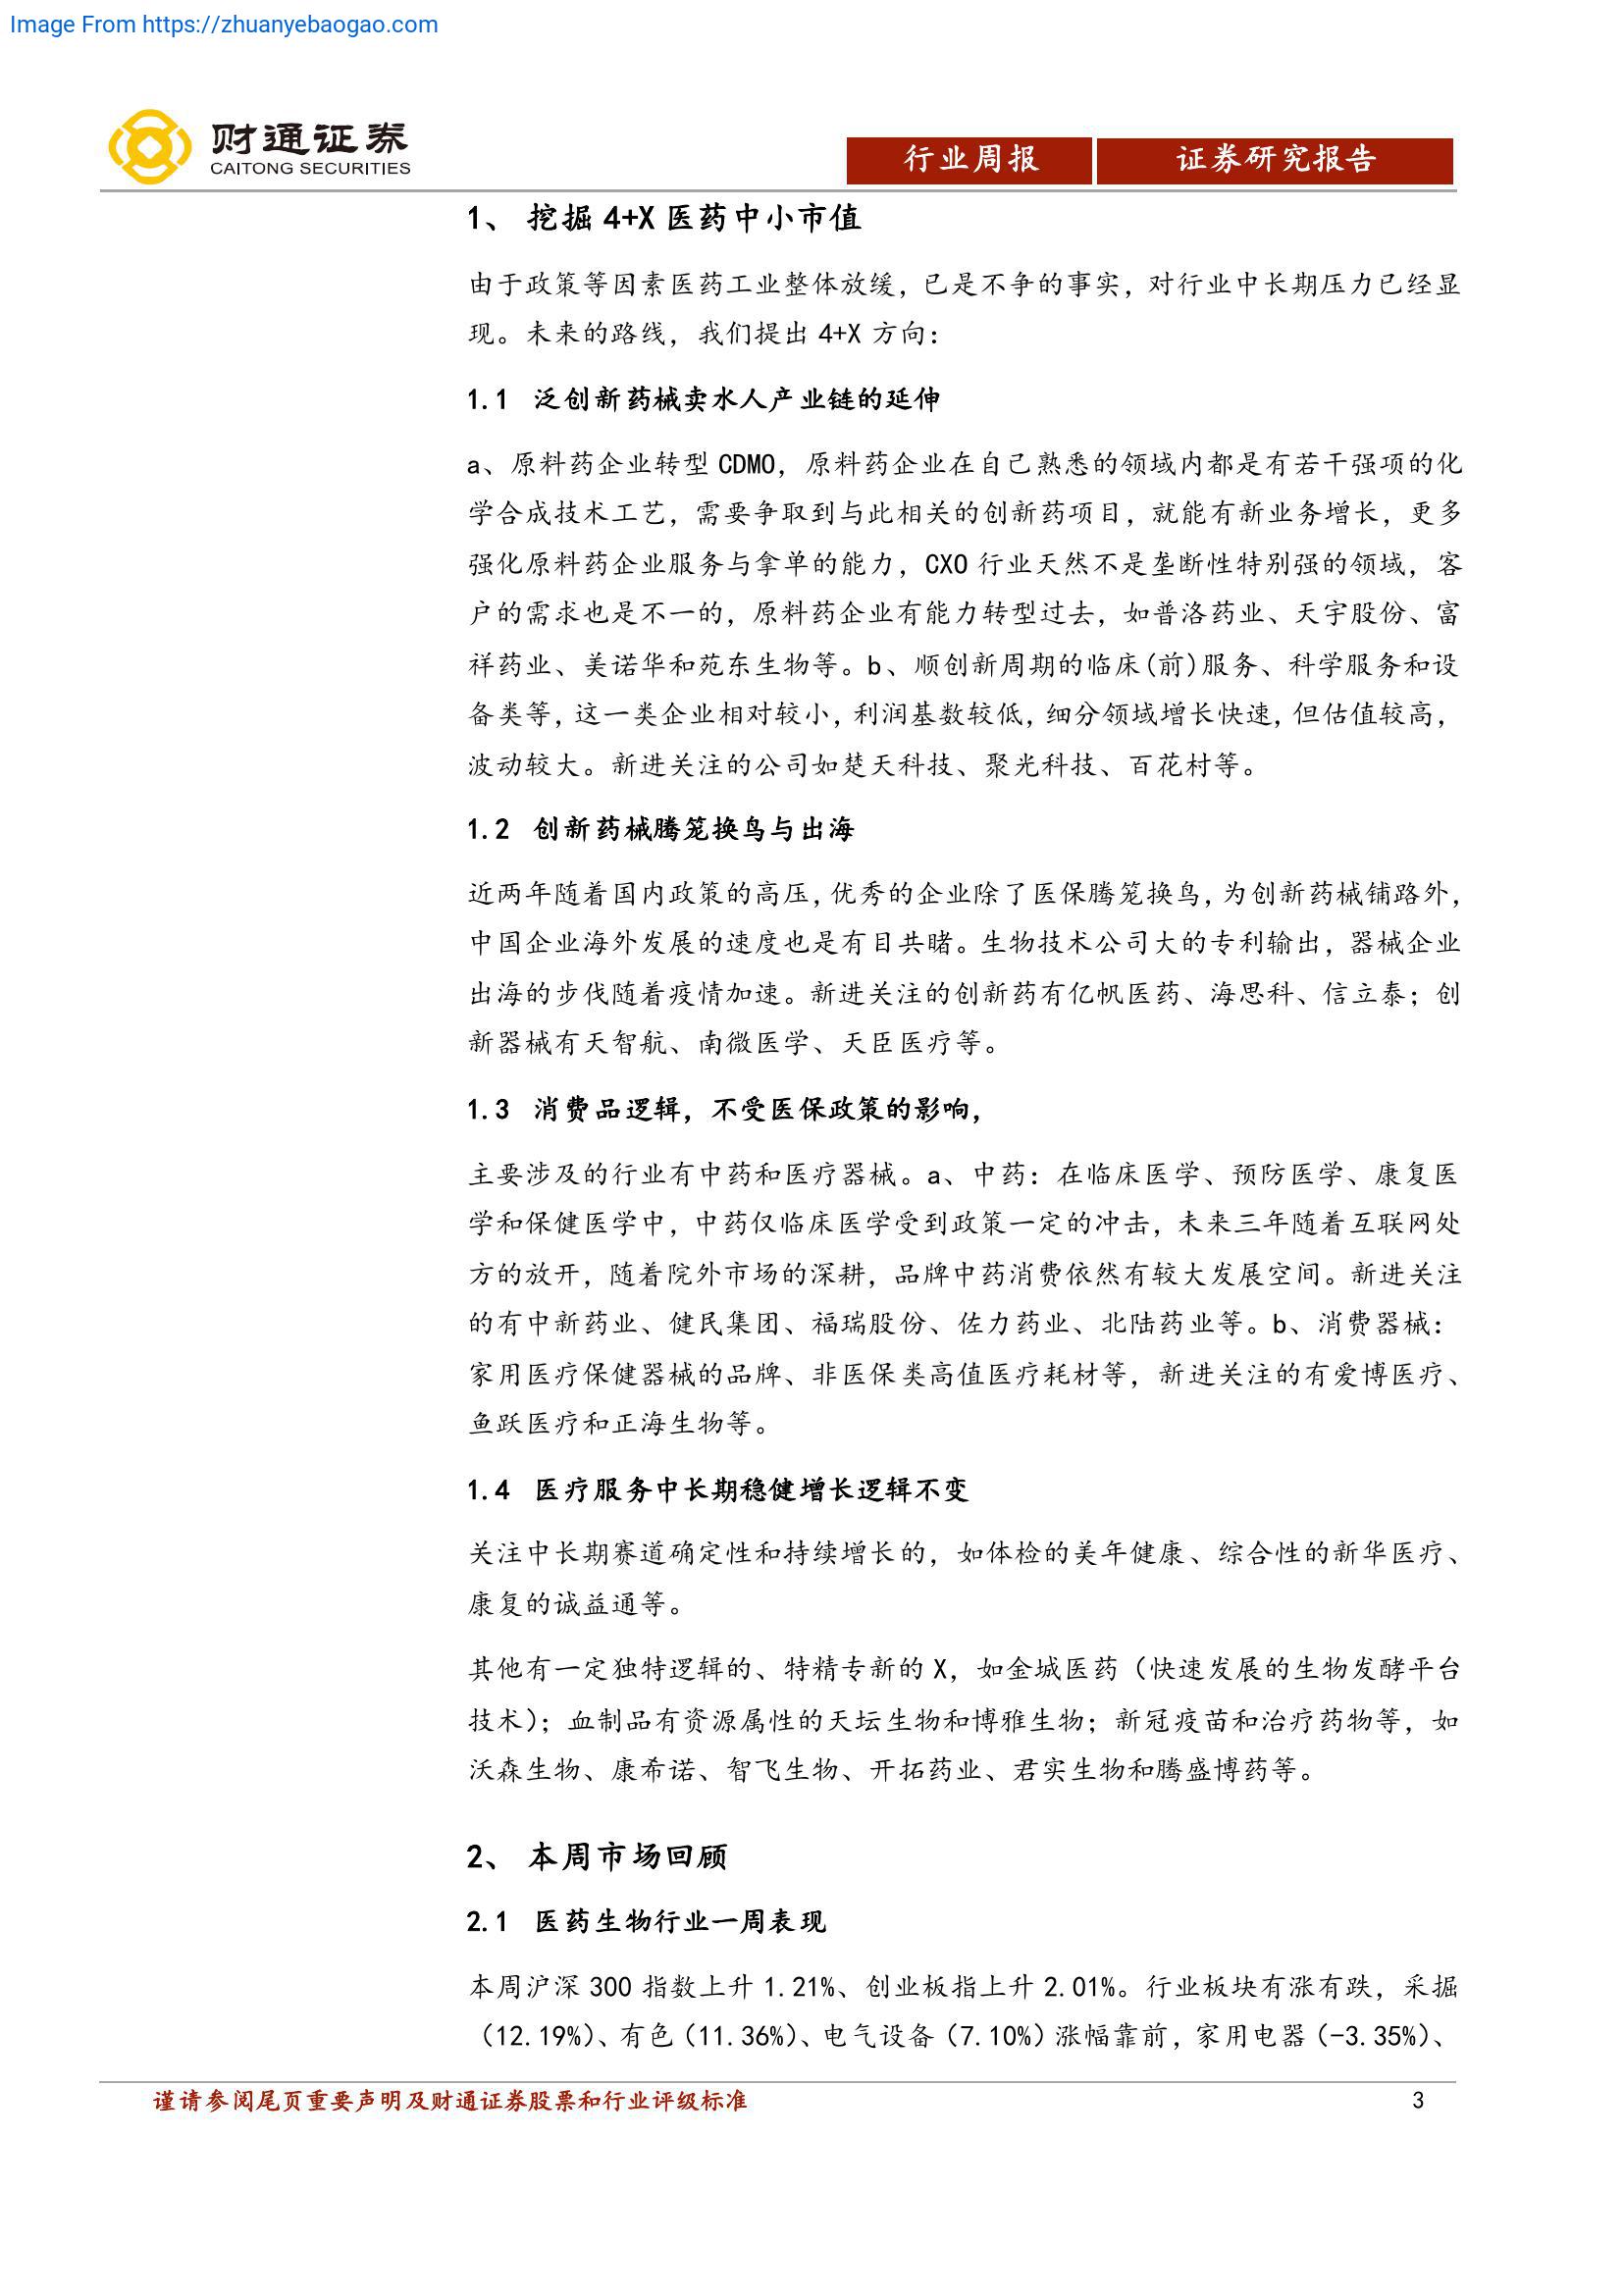 Image From https://zhuanyebaogao.com
财通证券
CAITONG SECURITIES
行业周报
证券研究报告
1、 挖掘 4+X 医药中小市值
由于政策等因素医药工业整体放缓，已是不争的事实，对行业中长期压力已经显
现。未来的路线，我们提出 4+X 方向：
1.1 泛创新药械卖水人产业链的延伸
a、原料药企业转型 CDMO，原料药企业在自己熟悉的领域内都是有若干强项的化
学合成技术工艺，需要争取到与此相关的创新药项目，就能有新业务增长，更多
强化原料药企业服务与拿单的能力，CXO 行业天然不是垄断性特别强的领域，客
户的需求也是不一的，原料药企业有能力转型过去，如普洛药业、天宇股份、富
祥药业、美诺华和苑东生物等。b、顺创新周期的临床(前)服务、科学服务和设
备类等，这一类企业相对较小，利润基数较低，细分领域增长快速，但估值较高，
波动较大。新进关注的公司如楚天科技、聚光科技、百花村等。
1.2 创新药械腾笼换鸟与出海
近两年随着国内政策的高压，优秀的企业除了医保腾笼换鸟，为创新药械铺路外，
中国企业海外发展的速度也是有目共睹。生物技术公司大的专利输出，器械企业
出海的步伐随着疫情加速。新进关注的创新药有亿帆医药、海思科、信立泰；创
新器械有天智航、南微医学、天臣医疗等。
1.3 消费品逻辑，不受医保政策的影响，
主要涉及的行业有中药和医疗器械。a、中药：在临床医学、预防医学、康复医
学和保健医学中，中药仅临床医学受到政策一定的冲击，未来三年随着互联网处
方的放开，随着院外市场的深耕，品牌中药消费依然有较大发展空间。新进关注
的有中新药业、健民集团、福瑞股份、佐力药业、北陆药业等。b、消费器械：
家用医疗保健器械的品牌、非医保类高值医疗耗材等，新进关注的有爱博医疗、
鱼跃医疗和正海生物等。
1.4 医疗服务中长期稳健增长逻辑不变
关注中长期赛道确定性和持续增长的，如体检的美年健康、综合性的新华医疗、
康复的诚益通等。
其他有一定独特逻辑的、特精专新的 X，如金城医药（快速发展的生物发酵平台
技术）；血制品有资源属性的天坛生物和博雅生物；新冠疫苗和治疗药物等，如
沃森生物、康希诺、智飞生物、开拓药业、君实生物和腾盛博药等。
2、 本周市场回顾
2.1 医药生物行业一周表现
本周沪深 300 指数上升 1.21%、创业板指上升 2.01%。行业板块有涨有跌，采掘
（12.19%）、有色（11.36%）、电气设备（7.10%）涨幅靠前，家用电器（-3.35%）、
谨请参阅尾页重要声明及财通证券股票和行业评级标准
3